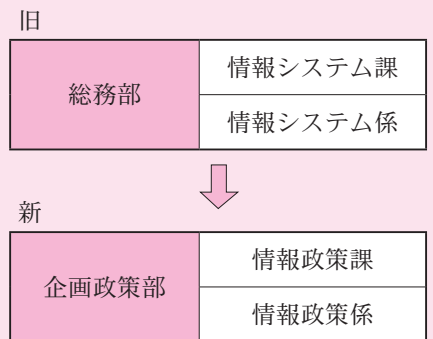 旧
総務部
情報システム課
情報システム係
新
企画政策部
情報政策課
情報政策係